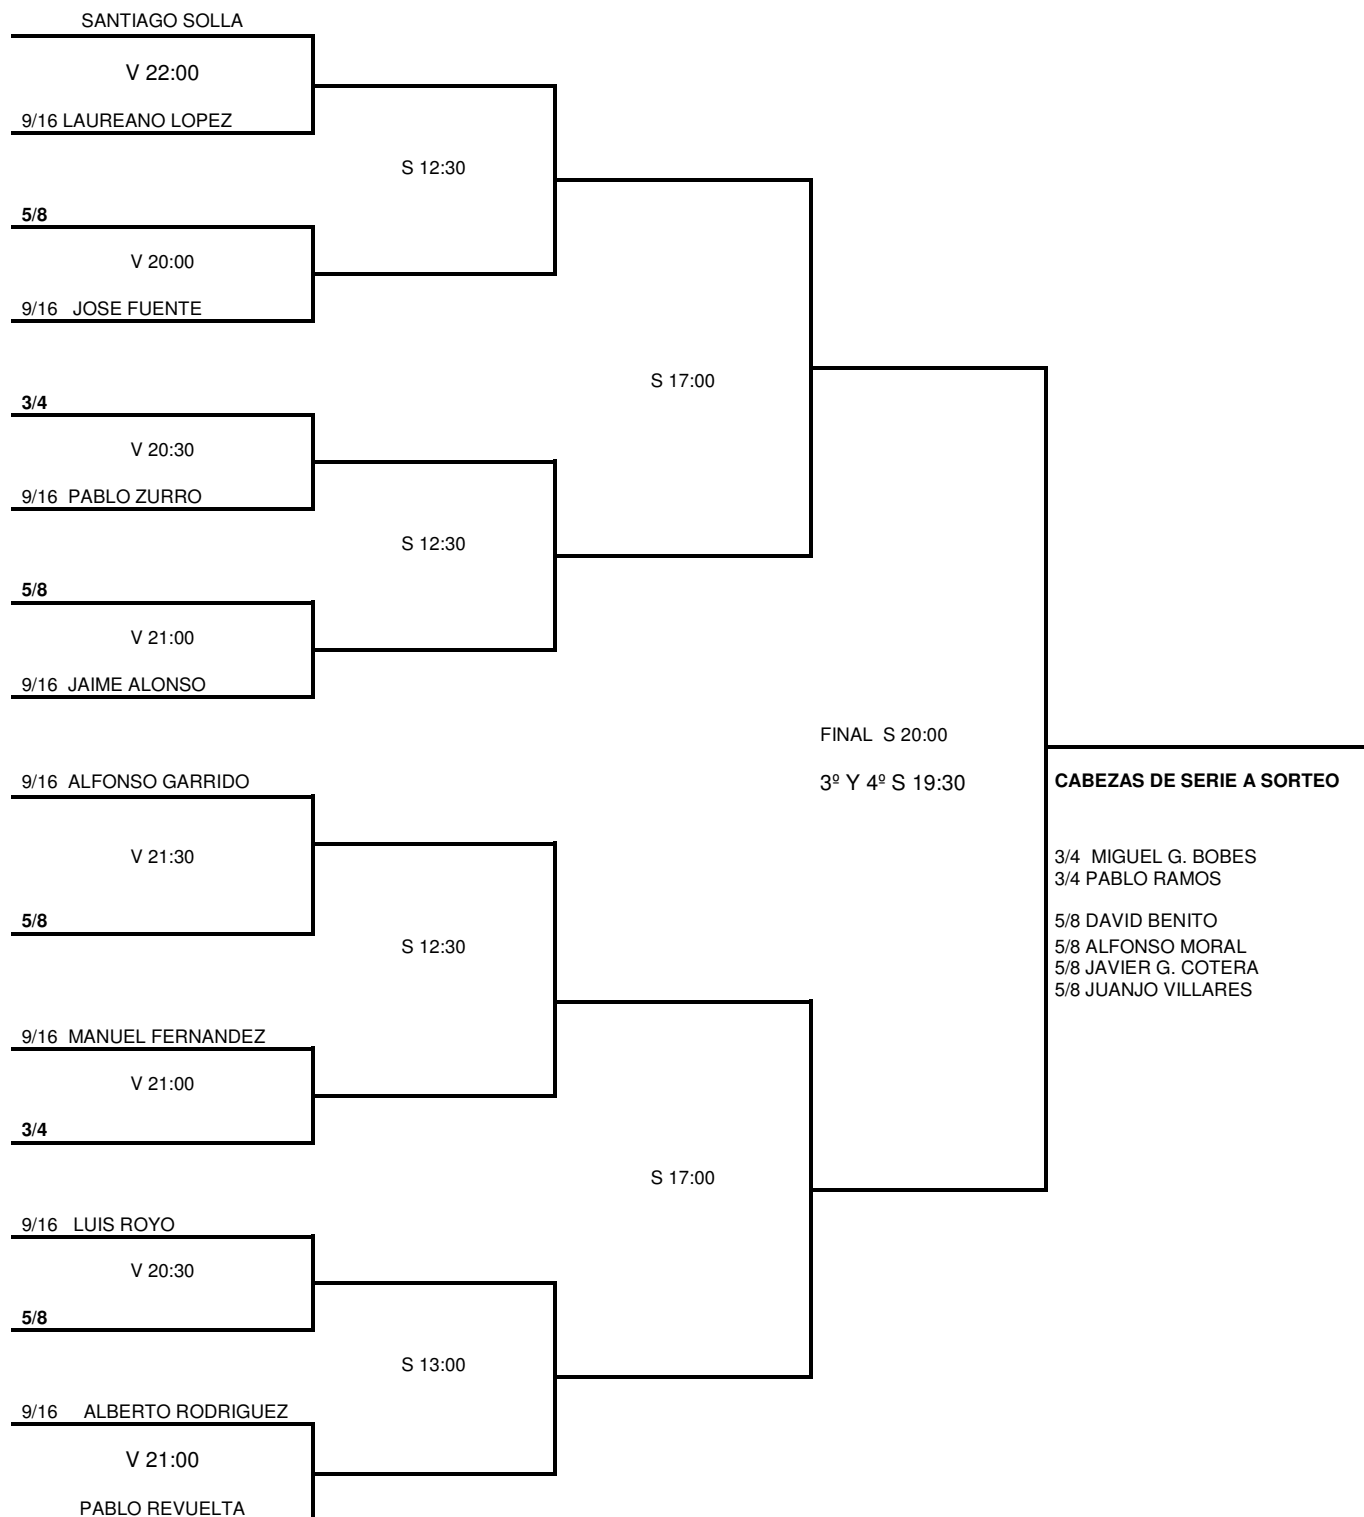 SANTIAGO SOLLA
V 22:00
9/16 LAUREANO LOPEZ
S 12:30
5/8
V 20:00
9/16 JOSE FUENTE
S 17:00
3/4
V 20:30
9/16 PABLO ZURRO
S 12:30
5/8
V 21:00
9/16 JAIME ALONSO
FINAL S 20:00
3º Y 4º S 19:30
CABEZAS DE SERIE A SORTEO
3/4 MIGUEL G. BOBES
3/4 PABLO RAMOS
5/8 DAVID BENITO
5/8 ALFONSO MORAL
5/8 JAVIER G. COTERA
5/8 JUANJO VILLARES
9/16 ALFONSO GARRIDO
V 21:30
5/8
S 12:30
9/16 MANUEL FERNANDEZ
V 21:00
3/4
S 17:00
9/16 LUIS ROYO
V 20:30
5/8
S 13:00
9/16 ALBERTO RODRIGUEZ
V 21:00
PABLO REVUELTA